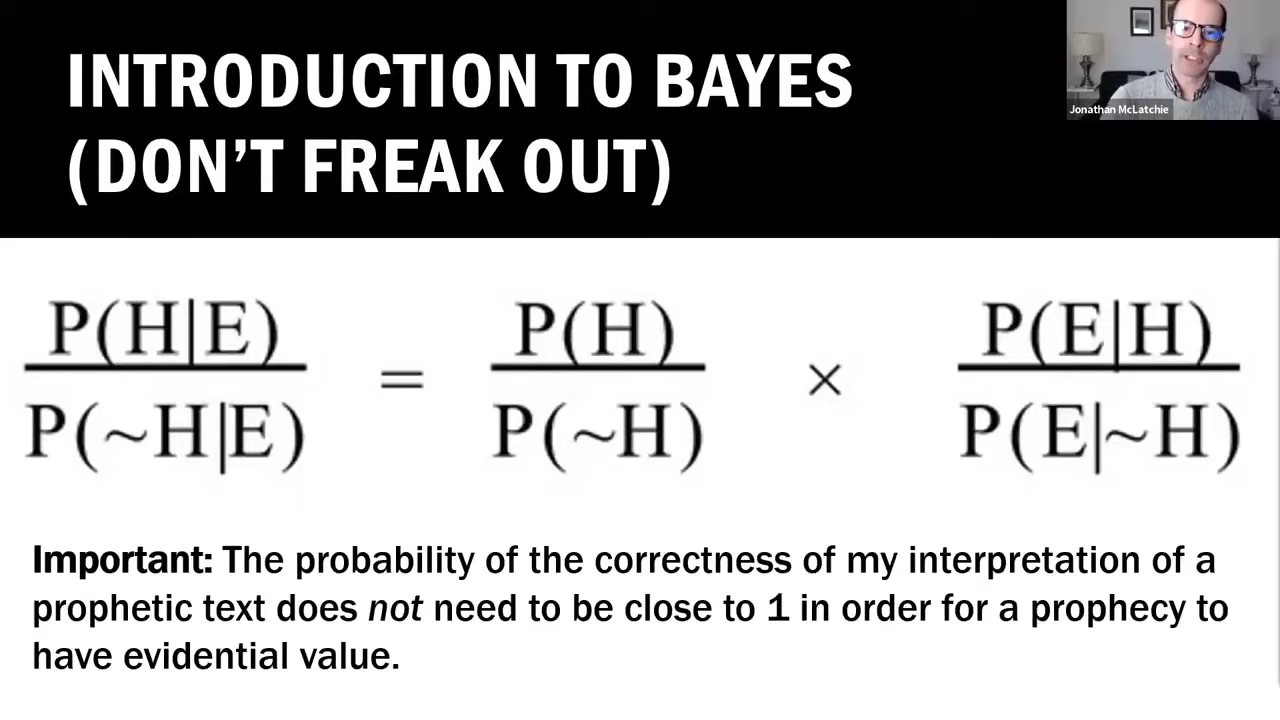 INTRODUCTION TO BAYES
(DON'T FREAK OUT)
Jonathan McLatchie
P(H|E) P(H) P(E|H)
= ×
P(~H|E) P(~H) P(E|~H)
Important: The probability of the correctness of my interpretation of a
prophetic text does not need to be close to 1 in order for a prophecy to
have evidential value.